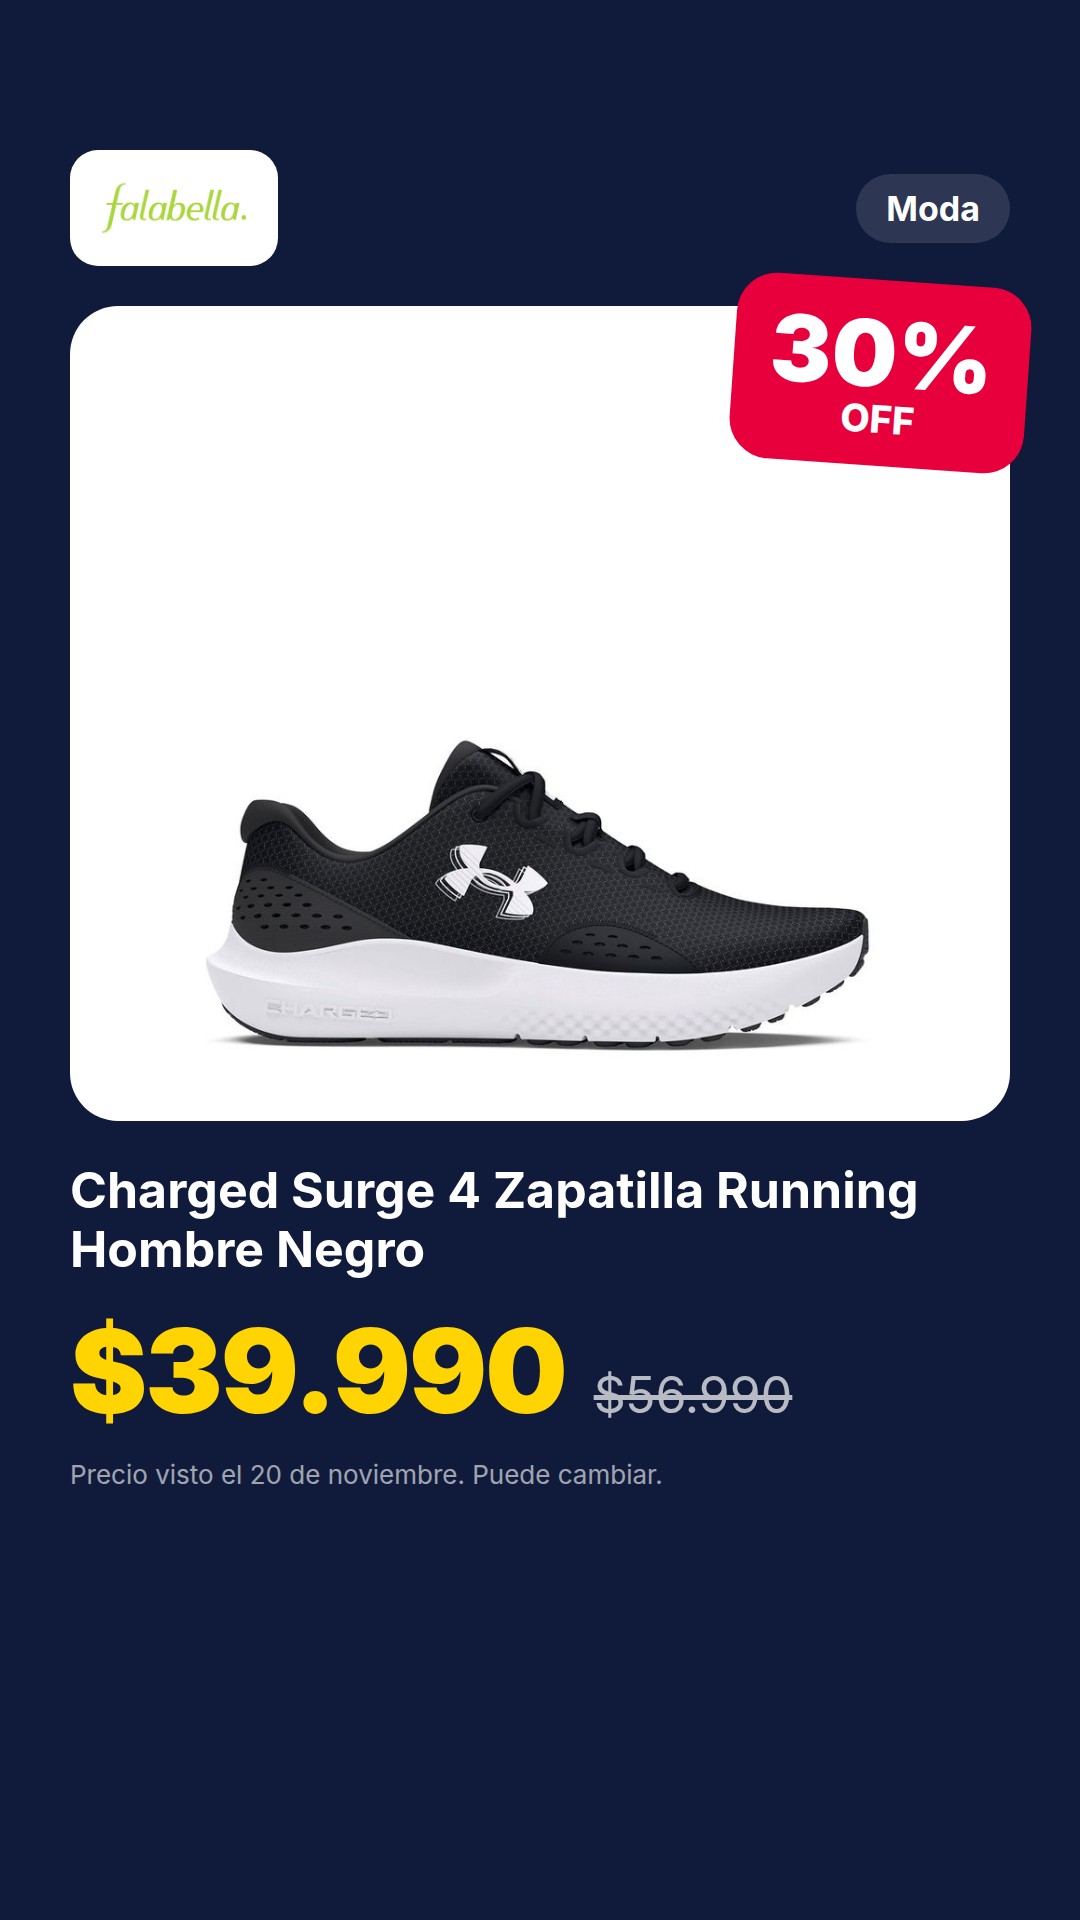 falabella.
Moda
30%
OFF
CHARGED
Charged Surge 4 Zapatilla Running
Hombre Negro
$39.990 $56.990
Precio visto el 20 de noviembre. Puede cambiar.